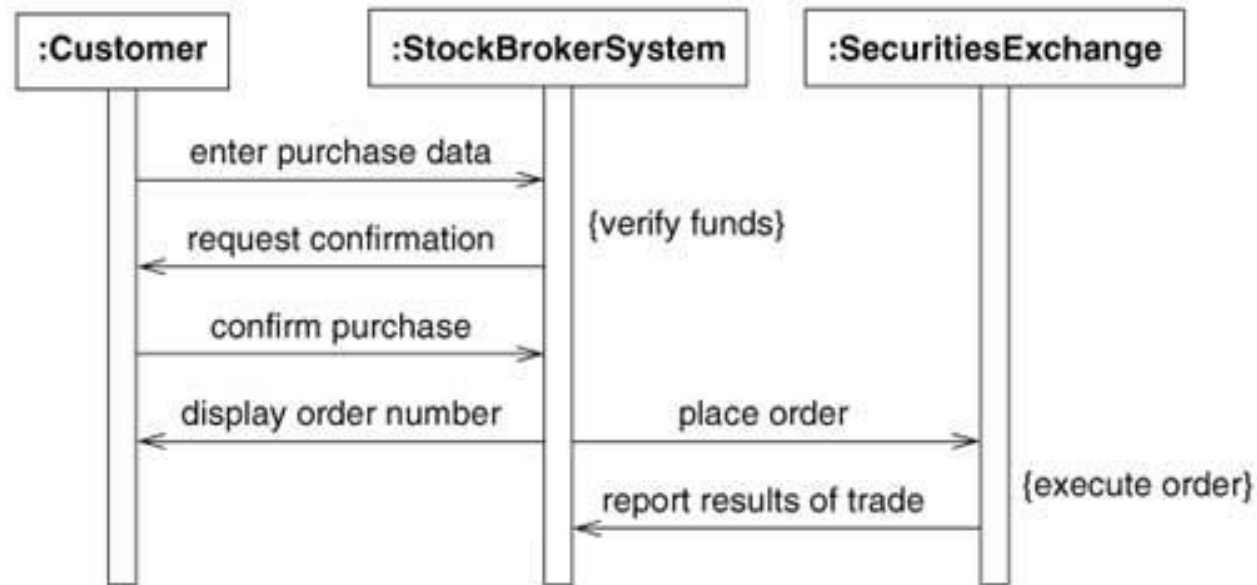 :Customer
:StockBrokerSystem
:SecuritiesExchange
enter purchase data
{verify funds}
request confirmation
confirm purchase
display order number
place order
{execute order}
report results of trade